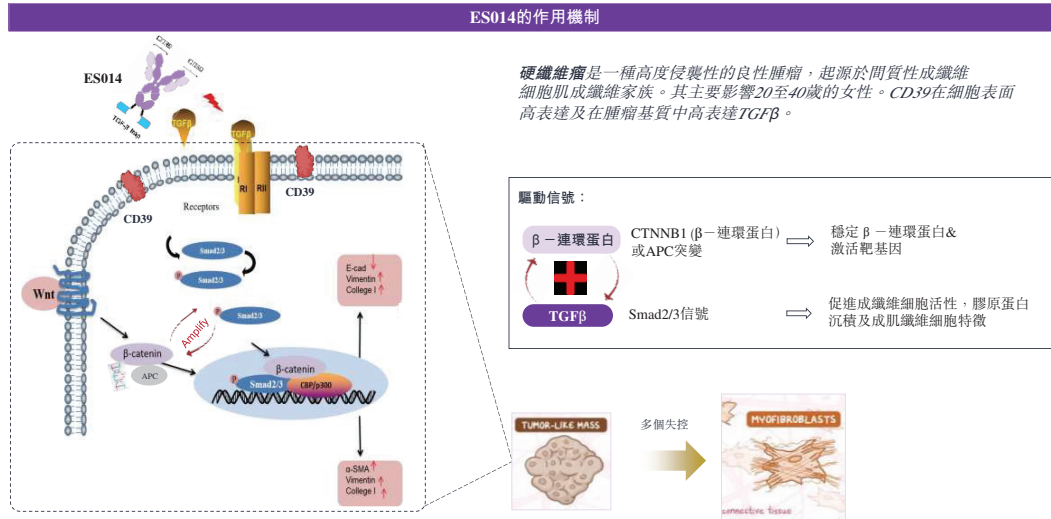 ES014的作用機制
ES014
TGF-β trap
TGFβ
TGFβ
硬纖維瘤是一種高度侵襲性的良性腫瘤，起源於間質性成纖維
細胞肌成纖維家族。其主要影響20至40歲的女性。CD39在細胞表面
高表達及在腫瘤基質中高表達TGFβ。
I
RI
RII
CD39
CD39
Receptors
Smad2/3
P
Smad2/3
E-cad
Vimentin
College I
Wnt
P
Smad2/3
Amplify
β-catenin
APC
β-catenin
P
Smad2/3
CBP/p300
α-SMA
Vimentin
College I
驅動信號：
β－連環蛋白
CTNNB1 (β－連環蛋白)
或APC突變
穩定 β －連環蛋白&
激活靶基因
TGFβ
Smad2/3信號
促進成纖維細胞活性，膠原蛋白
沉積及成肌纖維細胞特徵
TUMOR-LIKE MASS
多個失控
MYOFIBROBLASTS
connective tissue